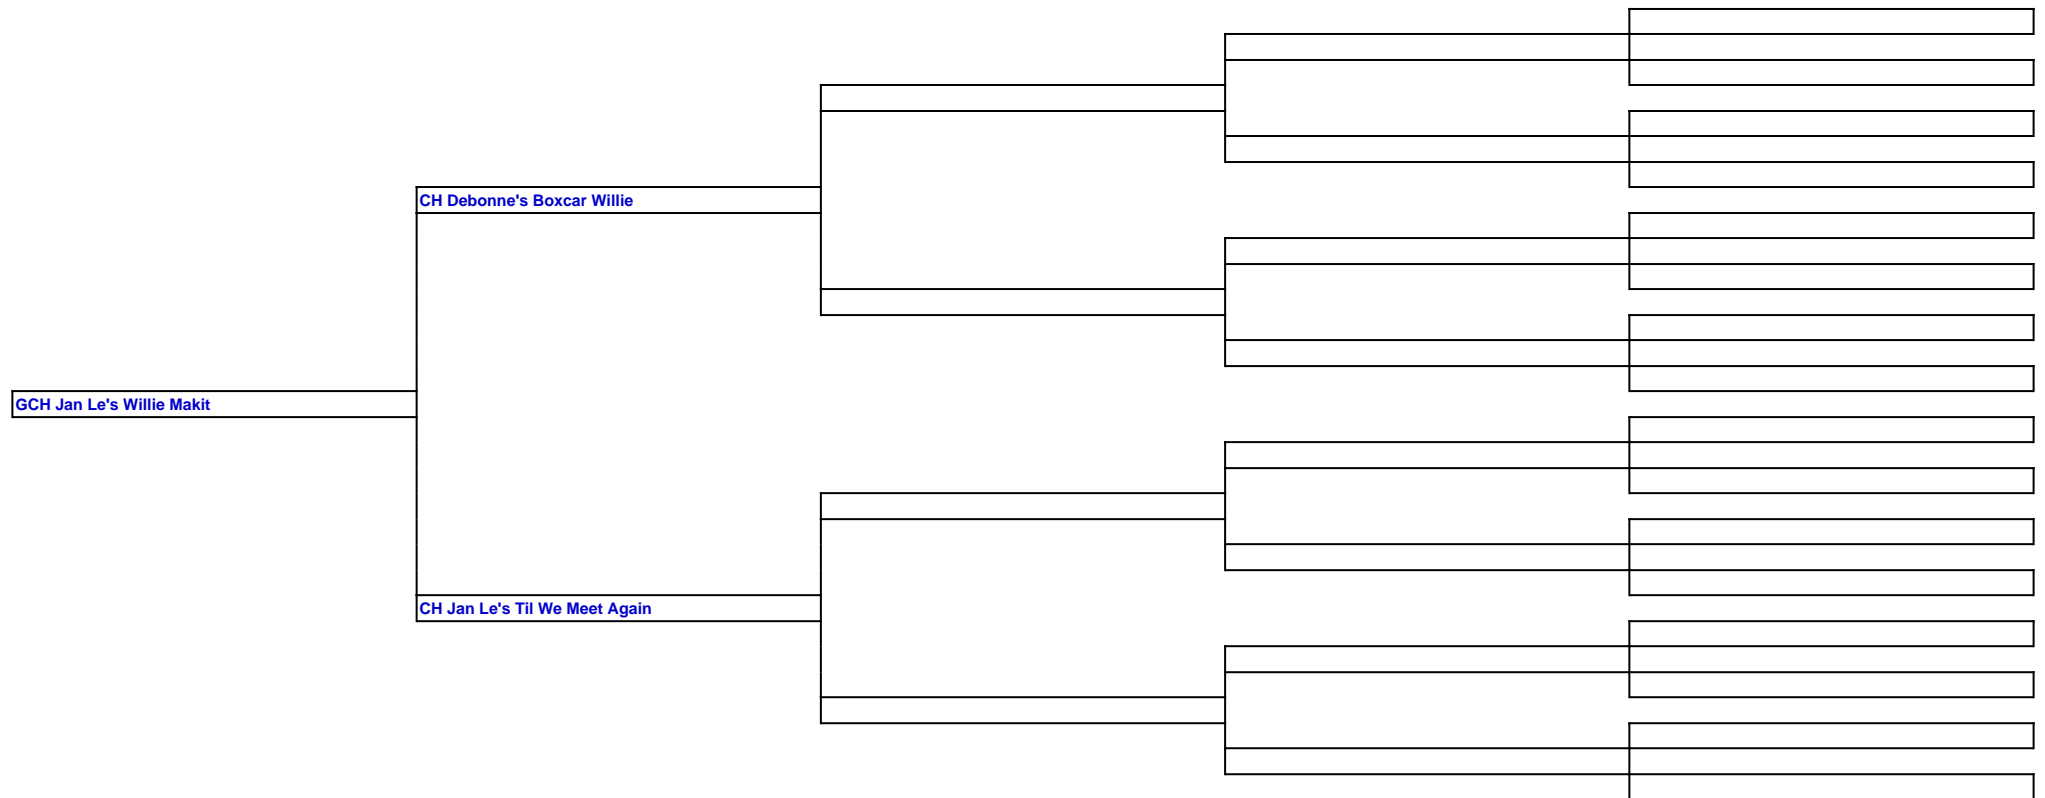 CH Debonne's Boxcar Willie
GCH Jan Le's Willie Makit
CH Jan Le's Til We Meet Again